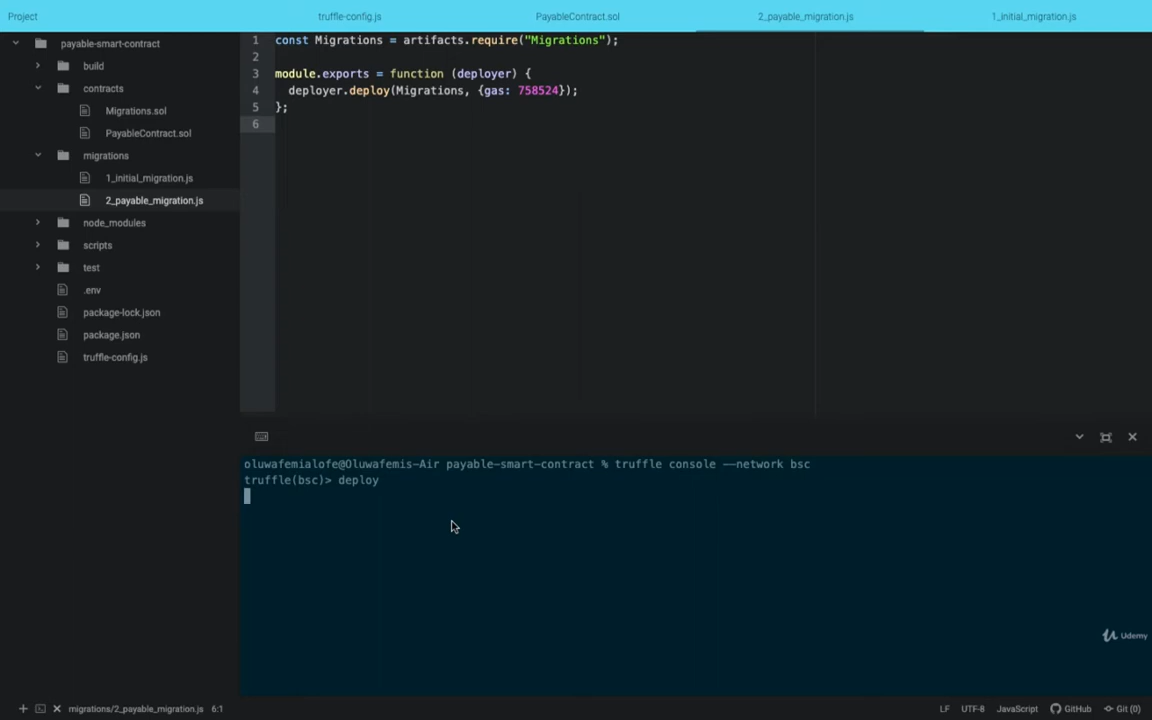 Project
truffle-config.js
PayableContract.sol
2_payable_migration.js
1_initial_migration.js
payable-smart-contract
build
contracts
Migrations.sol
PayableContract.sol
migrations
1_initial_migration.js
2_payable_migration.js
node_modules
scripts
test
.env
package-lock.json
package.json
truffle-config.js
1 const Migrations = artifacts.require("Migrations");
2
3 module.exports = function (deployer) {
4 deployer.deploy(Migrations, {gas: 758524});
5 };
6
oluwafemialofe@Oluwafemis-Air payable-smart-contract % truffle console --network bsc
truffle(bsc)> deploy
Udemy
migrations/2_payable_migration.js 6:1
LF UTF-8 JavaScript GitHub Git (0)